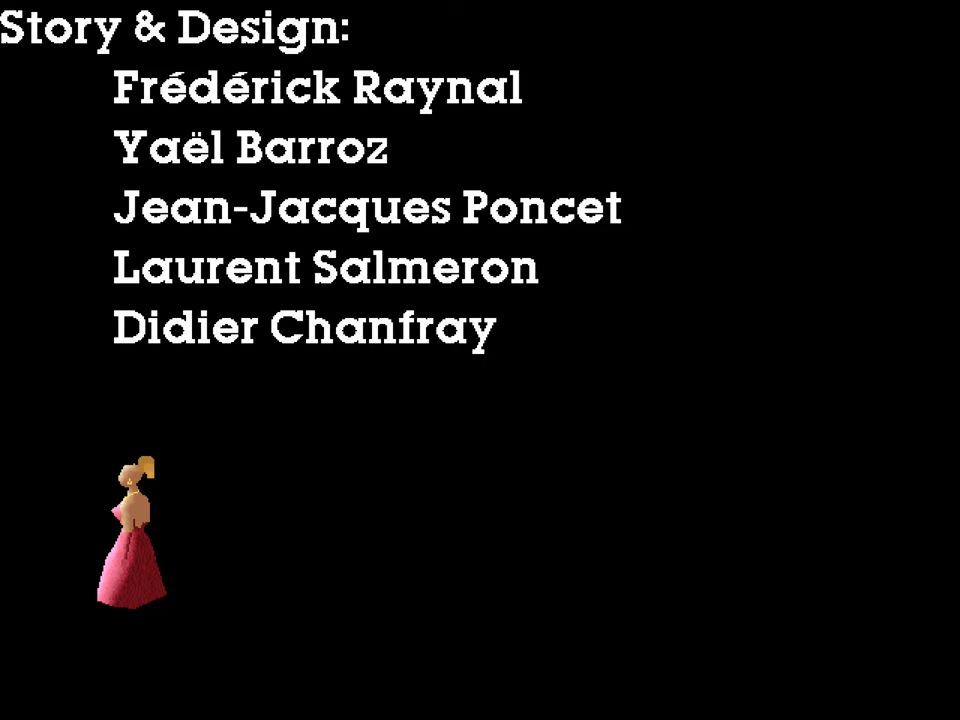 Story & Design:
Frédérick Raynal
Yaël Barroz
Jean-Jacques Poncet
Laurent Salmeron
Didier Chanfray